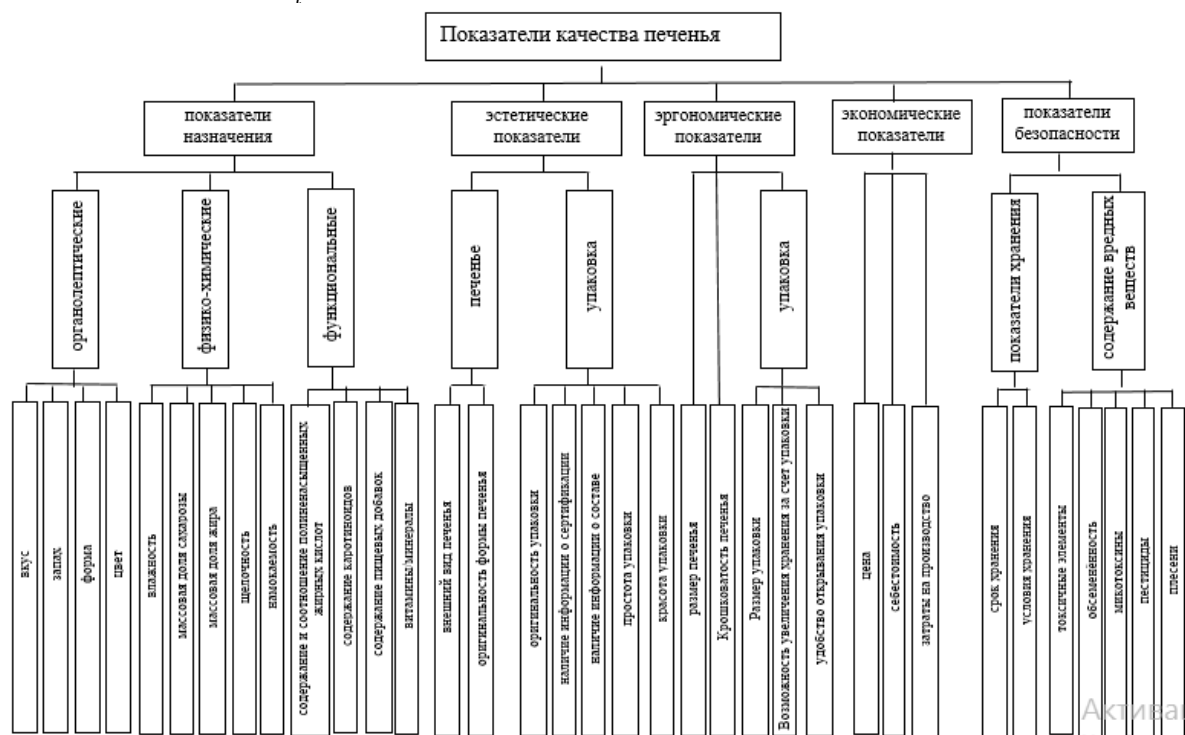 Показатели качества печенья
показатели
назначения
эстетические
показатели
эргономические
показатели
экономические
показатели
показатели
безопасности
органолептические
физико-химические
функциональные
печенье
упаковка
упаковка
показатели хранения
содержание вредных
веществ
вкус
запах
форма
цвет
влажность
массовая доля сахарозы
массовая доля жира
щелочность
намокаемость
содержание и соотношение полиненасыщенных
жирных кислот
содержание каротиноидов
содержание пищевых добавок
витамины/минералы
внешний вид печенья
оригинальность формы печенья
оригинальность упаковки
наличие информации о сертификации
наличие информации о составе
простота упаковки
красота упаковки
размер печенья
Крошковатость печенья
Размер упаковки
Возможность увеличения хранения за счет упаковки
удобство открывания упаковки
цена
себестоимость
затраты на производство
срок хранения
условия хранения
токсичные элементы
обсеменённость
микотоксины
пестициды
плесени